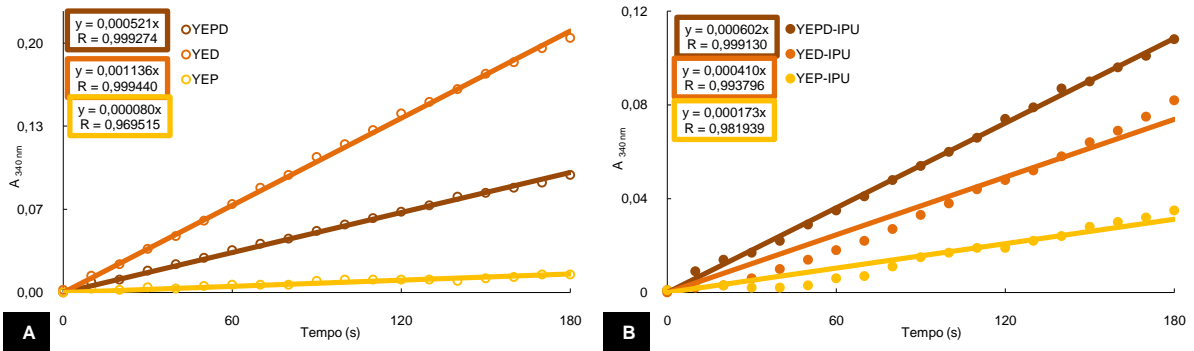 y = 0,000521x
R = 0,999274
y = 0,001136x
R = 0,999440
y = 0,000080x
R = 0,969515
YEPD
YED
YEP
0,20
0,13
0,07
0,00
A 340 nm
0
60
120
180
Tempo (s)
A
y = 0,000602x
R = 0,999130
y = 0,000410x
R = 0,993796
y = 0,000173x
R = 0,981939
YEPD-IPU
YED-IPU
YEP-IPU
0,12
0,08
0,04
0
A 340 nm
0
60
120
180
Tempo (s)
B